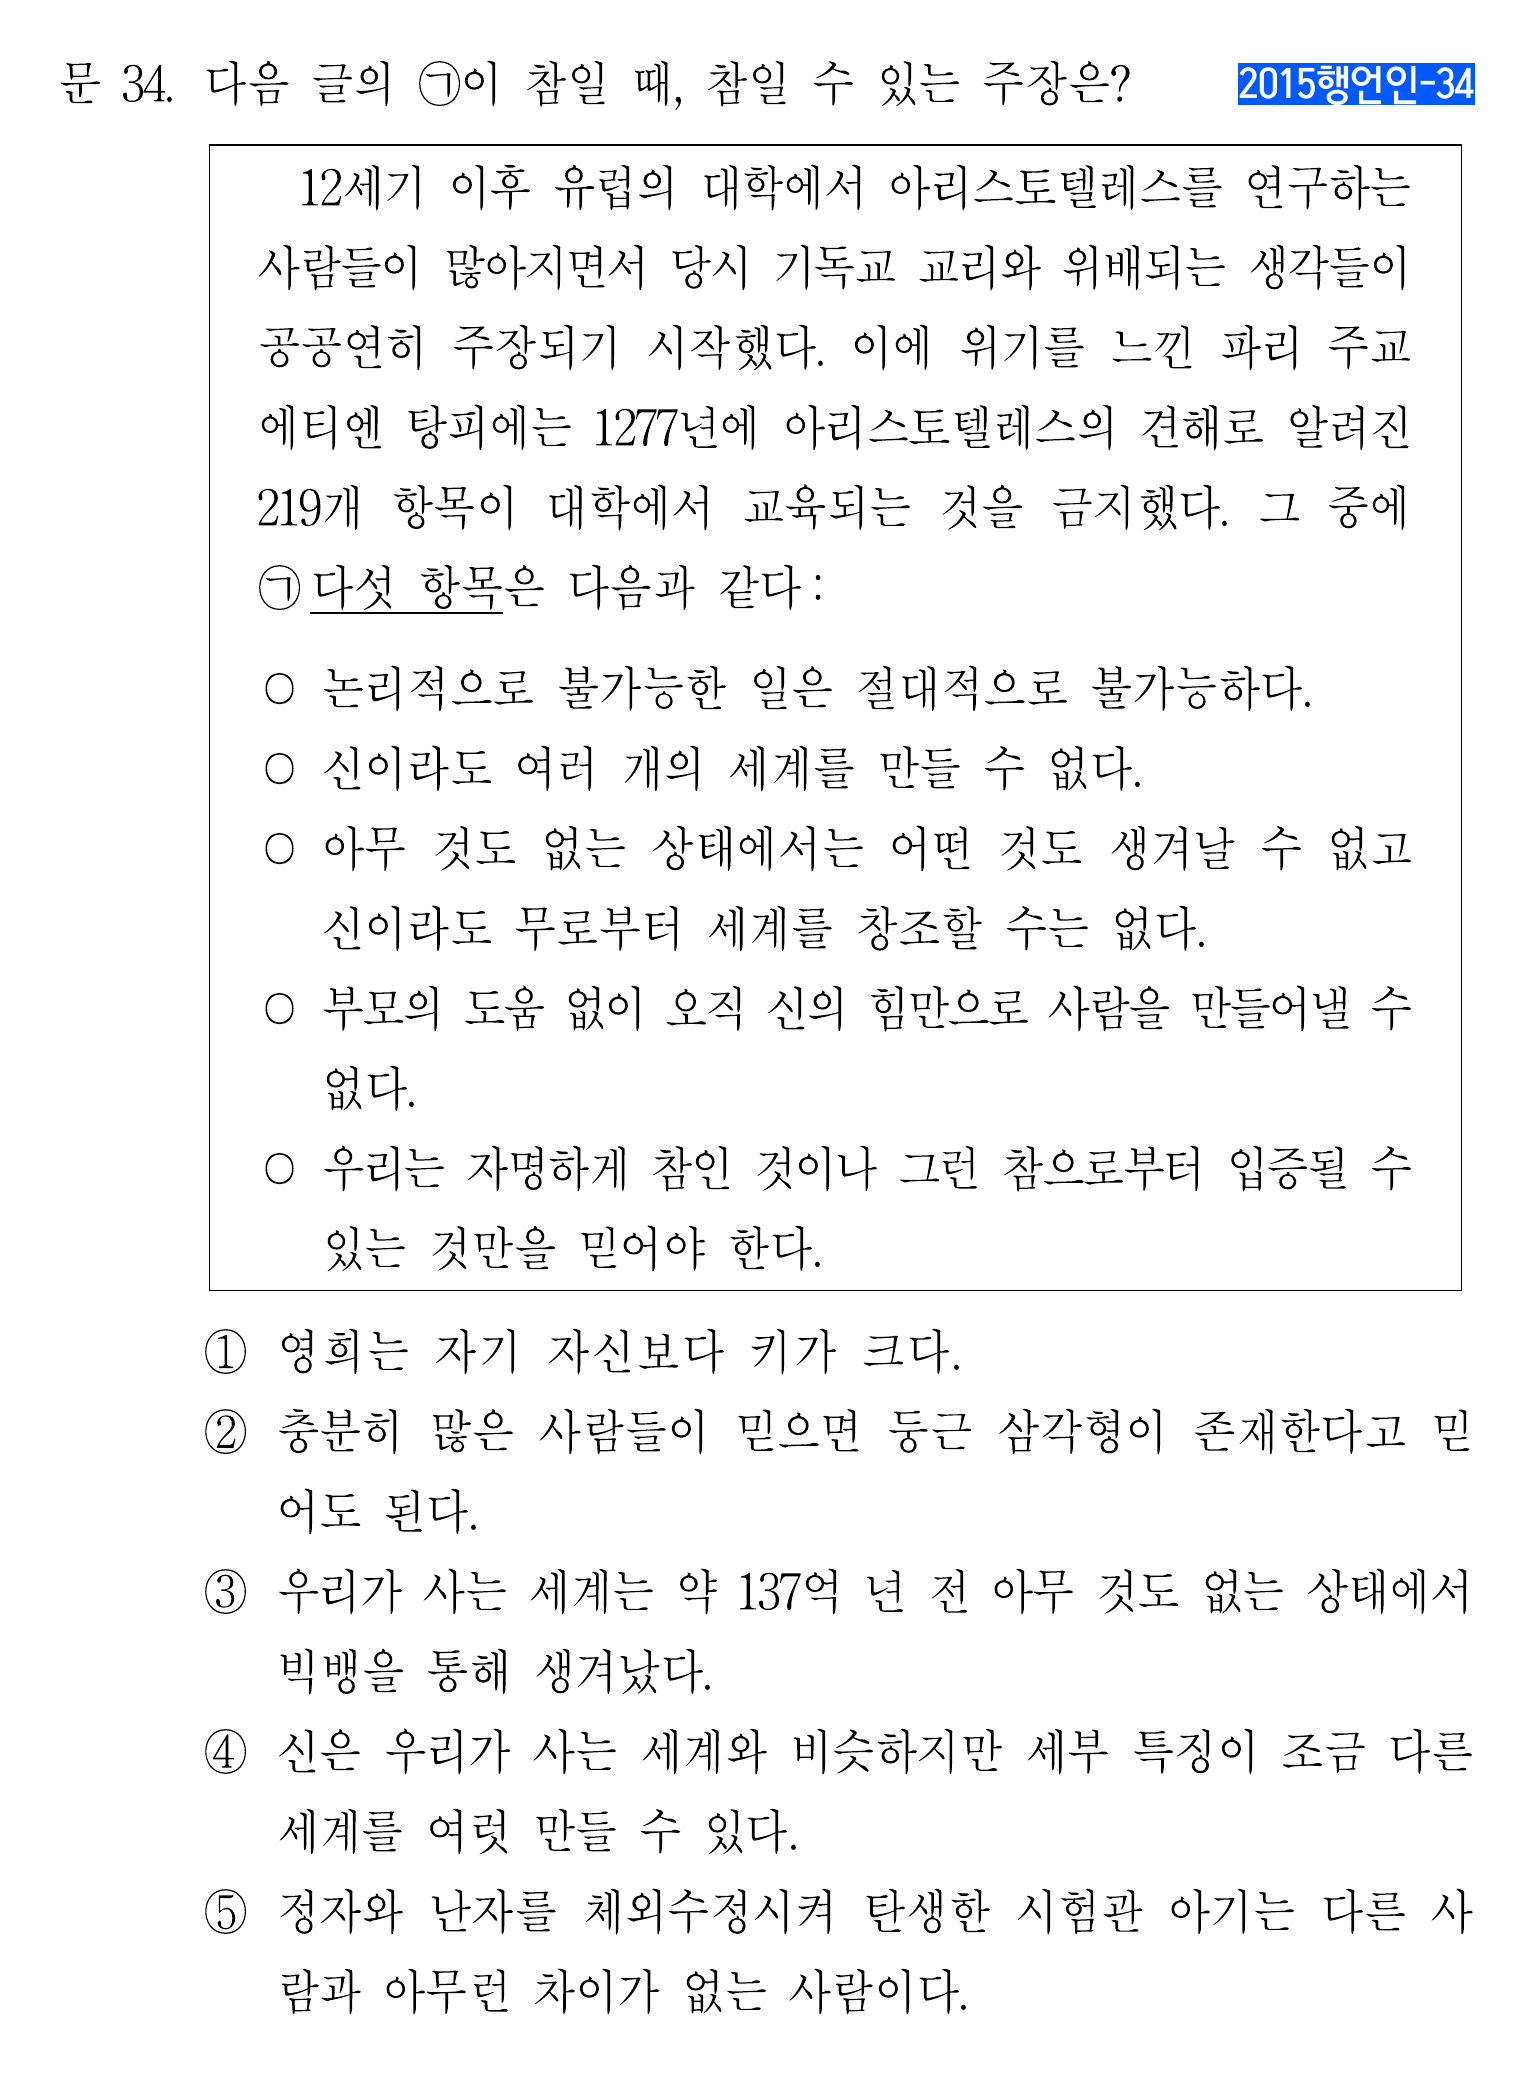 문 34. 다음 글의 ㉠이 참일 때, 참일 수 있는 주장은?
2015행언인-34
12세기 이후 유럽의 대학에서 아리스토텔레스를 연구하는
사람들이 많아지면서 당시 기독교 교리와 위배되는 생각들이
공공연히 주장되기 시작했다. 이에 위기를 느낀 파리 주교
에티엔 탕피에는 1277년에 아리스토텔레스의 견해로 알려진
219개 항목이 대학에서 교육되는 것을 금지했다. 그 중에
㉠다섯 항목은 다음과 같다:
○ 논리적으로 불가능한 일은 절대적으로 불가능하다.
○ 신이라도 여러 개의 세계를 만들 수 없다.
○ 아무 것도 없는 상태에서는 어떤 것도 생겨날 수 없고
신이라도 무로부터 세계를 창조할 수는 없다.
○ 부모의 도움 없이 오직 신의 힘만으로 사람을 만들어낼 수
없다.
○ 우리는 자명하게 참인 것이나 그런 참으로부터 입증될 수
있는 것만을 믿어야 한다.
① 영희는 자기 자신보다 키가 크다.
② 충분히 많은 사람들이 믿으면 둥근 삼각형이 존재한다고 믿
어도 된다.
③ 우리가 사는 세계는 약 137억 년 전 아무 것도 없는 상태에서
빅뱅을 통해 생겨났다.
④ 신은 우리가 사는 세계와 비슷하지만 세부 특징이 조금 다른
세계를 여럿 만들 수 있다.
⑤ 정자와 난자를 체외수정시켜 탄생한 시험관 아기는 다른 사
람과 아무런 차이가 없는 사람이다.